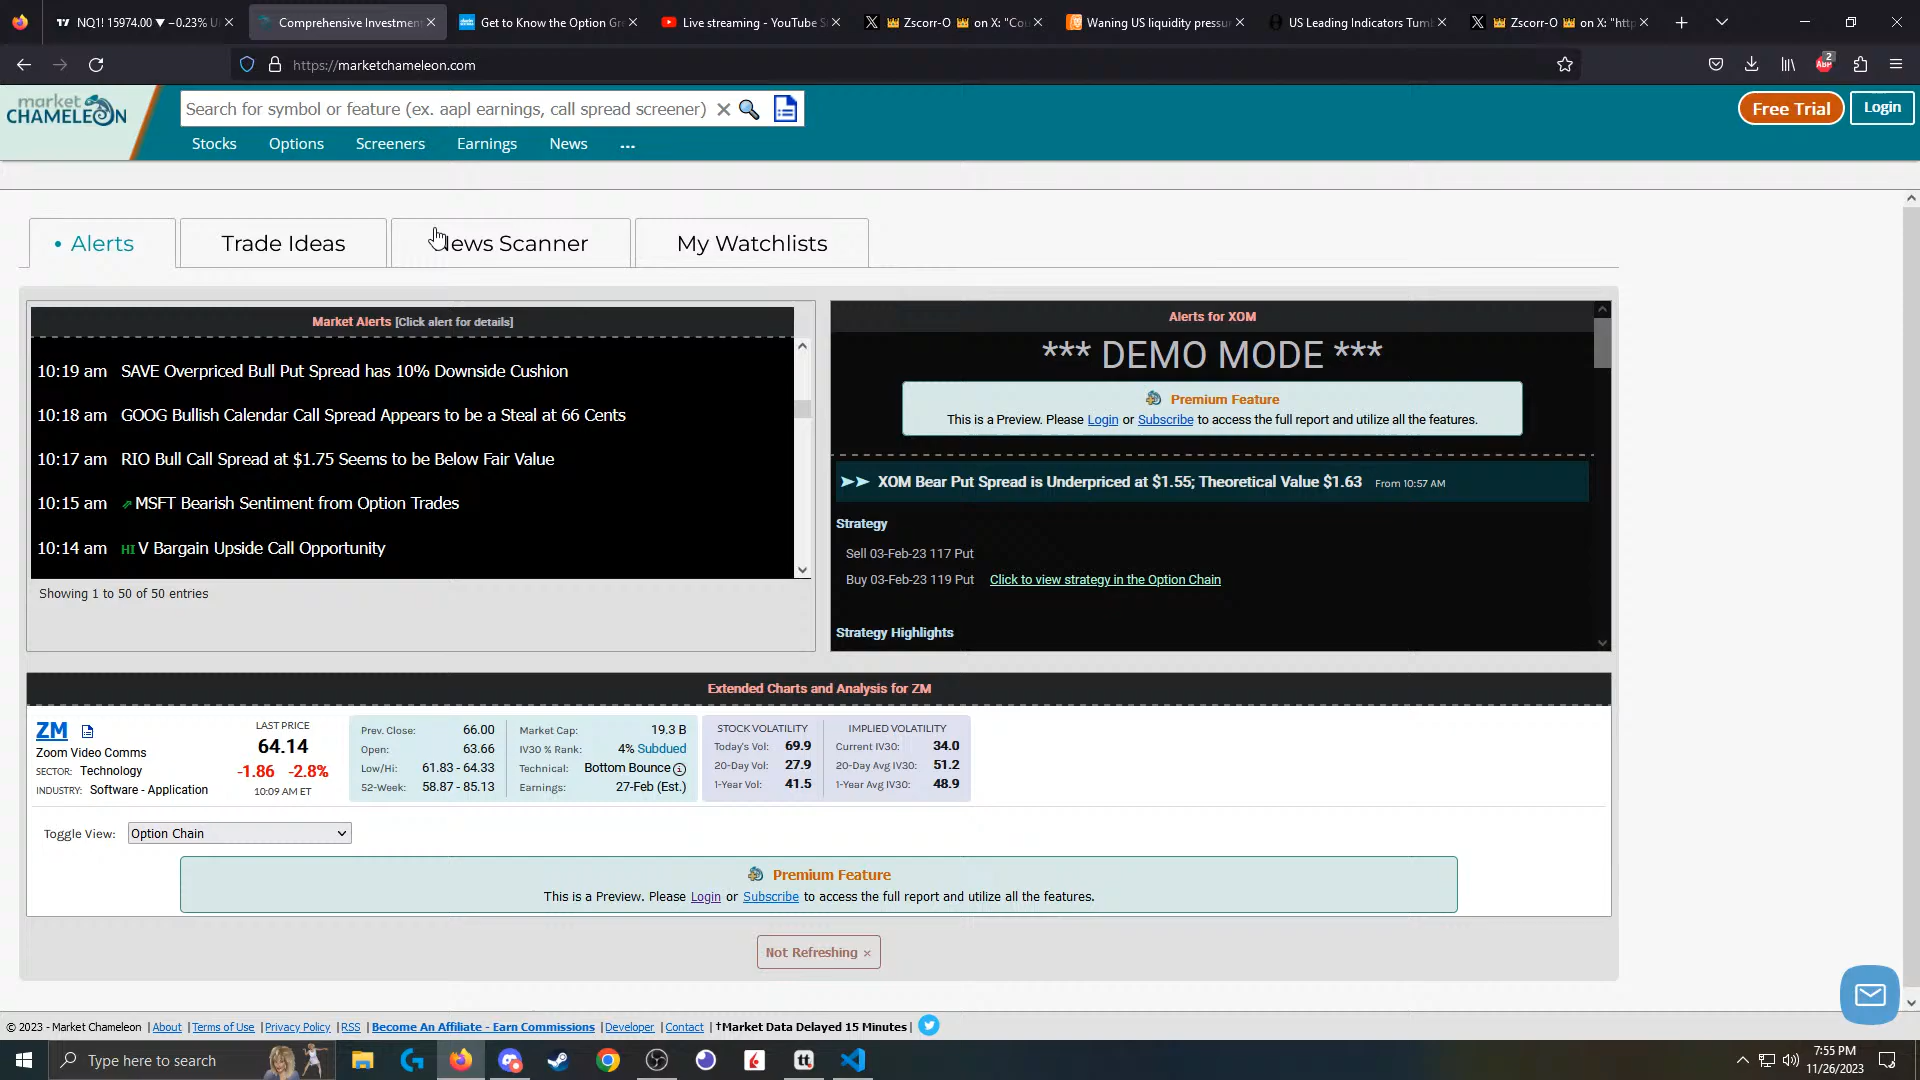 NQ1! 15974.00 ▼ −0.23% U
Comprehensive Investment
Get to Know the Option Gre
Live streaming - YouTube S
👑 Zscorr-O 👑 on X: "Cou
Waning US liquidity pressu
US Leading Indicators Tumb
👑 Zscorr-O 👑 on X: "http
https://marketchameleon.com
2
market
CHAMELEON
Search for symbol or feature (ex. aapl earnings, call spread screener)
Free Trial
Login
Stocks
Options
Screeners
Earnings
News
...
• Alerts
Trade Ideas
News Scanner
My Watchlists
Market Alerts [Click alert for details]
10:19 am SAVE Overpriced Bull Put Spread has 10% Downside Cushion
10:18 am GOOG Bullish Calendar Call Spread Appears to be a Steal at 66 Cents
10:17 am RIO Bull Call Spread at $1.75 Seems to be Below Fair Value
10:15 am MSFT Bearish Sentiment from Option Trades
10:14 am HI V Bargain Upside Call Opportunity
Showing 1 to 50 of 50 entries
Alerts for XOM
*** DEMO MODE ***
Premium Feature
This is a Preview. Please Login or Subscribe to access the full report and utilize all the features.
XOM Bear Put Spread is Underpriced at $1.55; Theoretical Value $1.63 From 10:57 AM
Strategy
Sell 03-Feb-23 117 Put
Buy 03-Feb-23 119 Put Click to view strategy in the Option Chain
Strategy Highlights
Extended Charts and Analysis for ZM
ZM
Zoom Video Comms
SECTOR: Technology
INDUSTRY: Software - Application
LAST PRICE
64.14
-1.86 -2.8%
10:09 AM ET
Prev. Close: 66.00
Open: 63.66
Low/Hi: 61.83 - 64.33
52-Week: 58.87 - 85.13
Market Cap: 19.3 B
IV30 % Rank: 4% Subdued
Technical: Bottom Bounce
Earnings: 27-Feb (Est.)
STOCK VOLATILITY
Today's Vol: 69.9
20-Day Vol: 27.9
1-Year Vol: 41.5
IMPLIED VOLATILITY
Current IV30: 34.0
20-Day Avg IV30: 51.2
1-Year Avg IV30: 48.9
Toggle View: Option Chain
Premium Feature
This is a Preview. Please Login or Subscribe to access the full report and utilize all the features.
Not Refreshing ×
© 2023 - Market Chameleon | About | Terms of Use | Privacy Policy | RSS | Become An Affiliate - Earn Commissions | Developer | Contact | †Market Data Delayed 15 Minutes |
Type here to search
tt
7:55 PM
11/26/2023